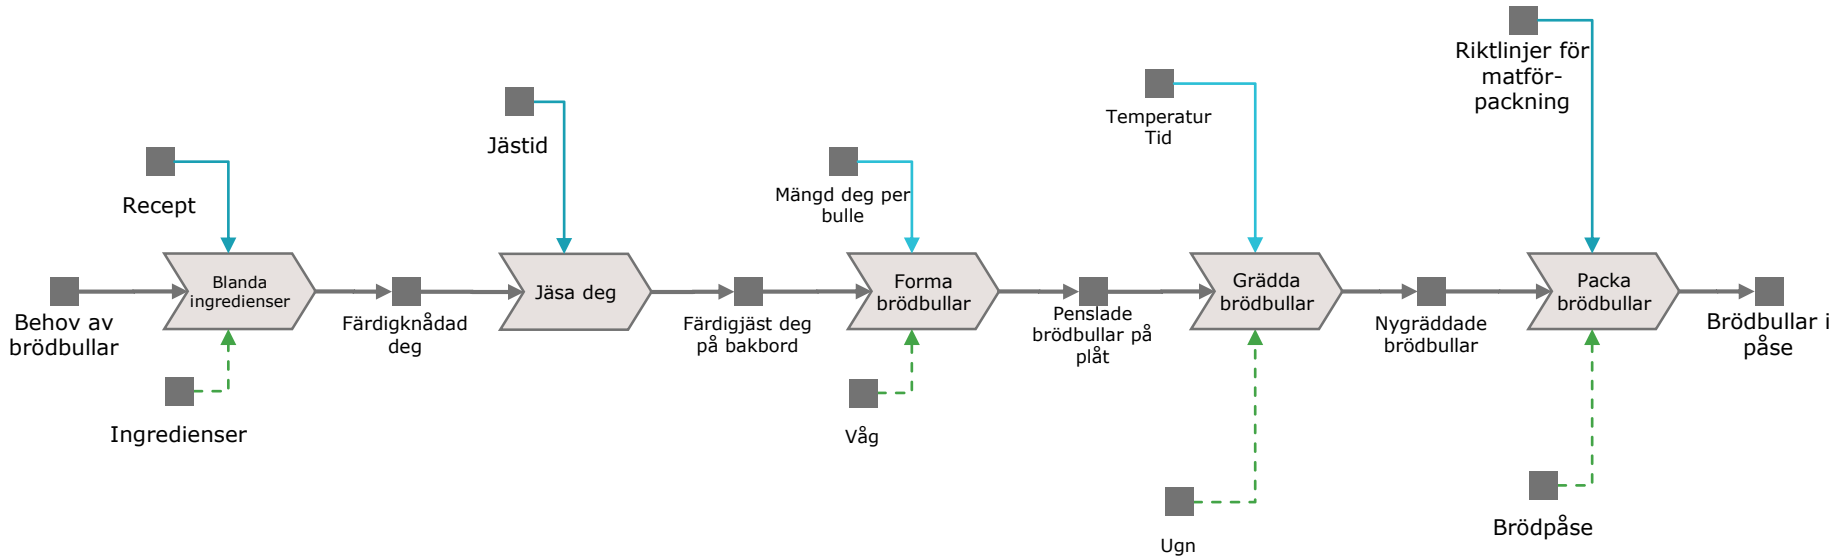 Riktlinjer för
matför-
packning
Temperatur
Tid
Jästid
Mängd deg per
bulle
Recept
Blanda
ingredienser
Jäsa deg
Forma
brödbullar
Grädda
brödbullar
Packa
brödbullar
Behov av
brödbullar
Färdigknådad
deg
Färdigjäst deg
på bakbord
Penslade
brödbullar på
plåt
Nygräddade
brödbullar
Brödbullar i
påse
Ingredienser
Våg
Ugn
Brödpåse